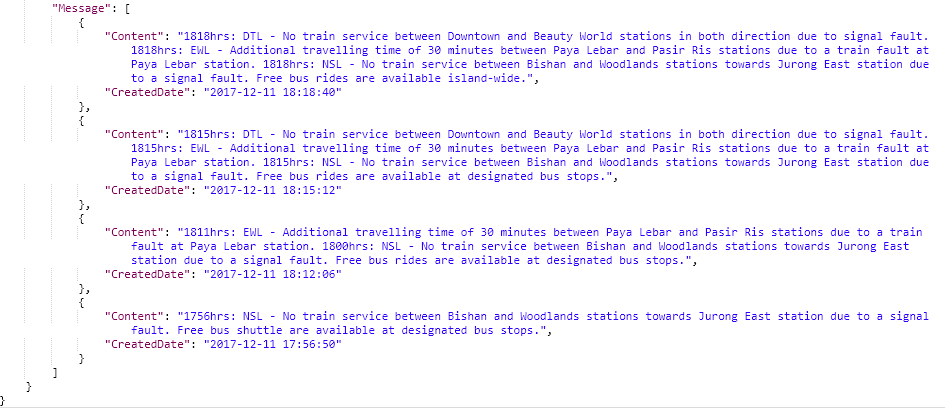 "Message": [
{
"Content": "1818hrs: DTL - No train service between Downtown and Beauty World stations in both direction due to signal fault.
1818hrs: EWL - Additional travelling time of 30 minutes between Paya Lebar and Pasir Ris stations due to a train fault at
Paya Lebar station. 1818hrs: NSL - No train service between Bishan and Woodlands stations towards Jurong East station due
to a signal fault. Free bus rides are available island-wide.",
"CreatedDate": "2017-12-11 18:18:40"
},
{
"Content": "1815hrs: DTL - No train service between Downtown and Beauty World stations in both direction due to signal fault.
1815hrs: EWL - Additional travelling time of 30 minutes between Paya Lebar and Pasir Ris stations due to a train fault at
Paya Lebar station. 1815hrs: NSL - No train service between Bishan and Woodlands stations towards Jurong East station due
to a signal fault. Free bus rides are available at designated bus stops.",
"CreatedDate": "2017-12-11 18:15:12"
},
{
"Content": "1811hrs: EWL - Additional travelling time of 30 minutes between Paya Lebar and Pasir Ris stations due to a train
fault at Paya Lebar station. 1800hrs: NSL - No train service between Bishan and Woodlands stations towards Jurong East
station due to a signal fault. Free bus rides are available at designated bus stops.",
"CreatedDate": "2017-12-11 18:12:06"
},
{
"Content": "1756hrs: NSL - No train service between Bishan and Woodlands stations towards Jurong East station due to a signal
fault. Free bus shuttle are available at designated bus stops.",
"CreatedDate": "2017-12-11 17:56:50"
}
]
}
}